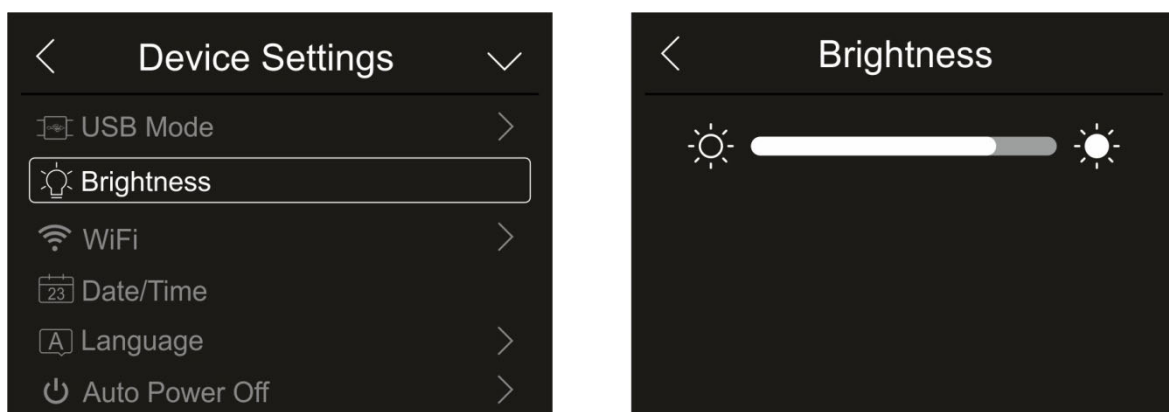 Device Settings
USB Mode
Brightness
WiFi
23 Date/Time
A Language
Auto Power Off
Brightness